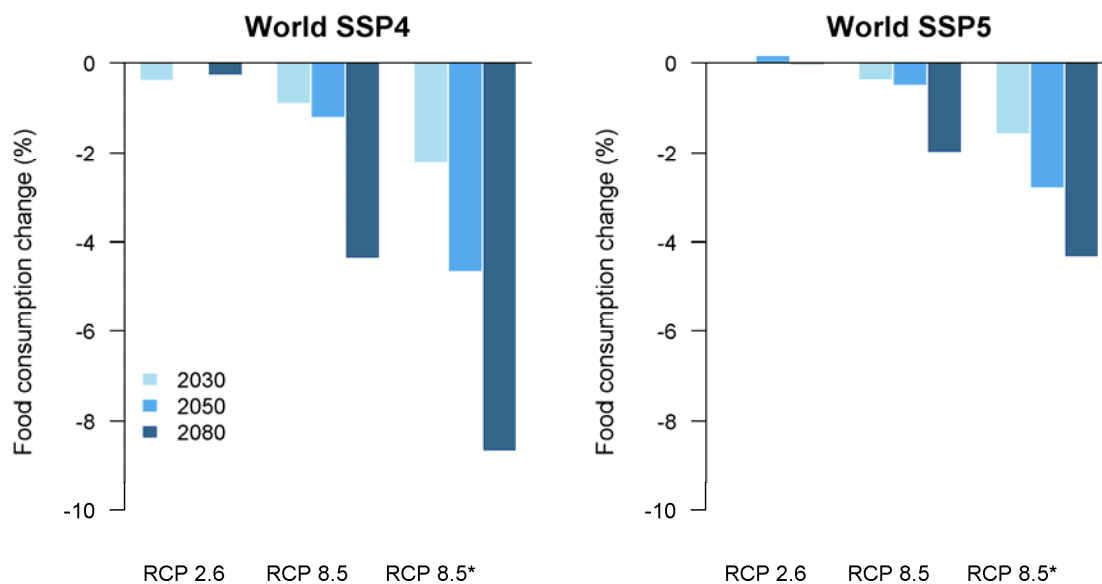 World SSP4
Food consumption change (%)
0
-2
-4
-6
-8
-10
2030
2050
2080
RCP 2.6
RCP 8.5
RCP 8.5*
World SSP5
Food consumption change (%)
0
-2
-4
-6
-8
-10
RCP 2.6
RCP 8.5
RCP 8.5*